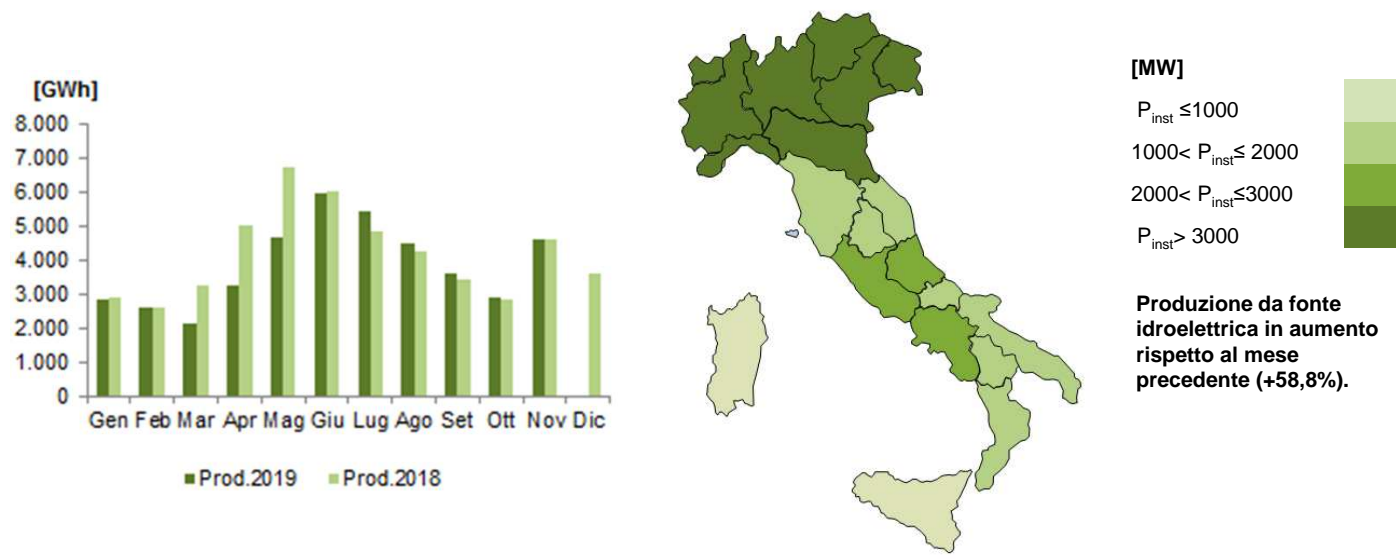 [GWh]
8.000
7.000
6.000
5.000
4.000
3.000
2.000
1.000
0
Gen Feb Mar Apr Mag Giu Lug Ago Set Ott Nov Dic
Prod.2019 Prod.2018
[MW]
Pinst ≤1000
1000< Pinst≤ 2000
2000< Pinst≤3000
Pinst> 3000
Produzione da fonte
idroelettrica in aumento
rispetto al mese
precedente (+58,8%).